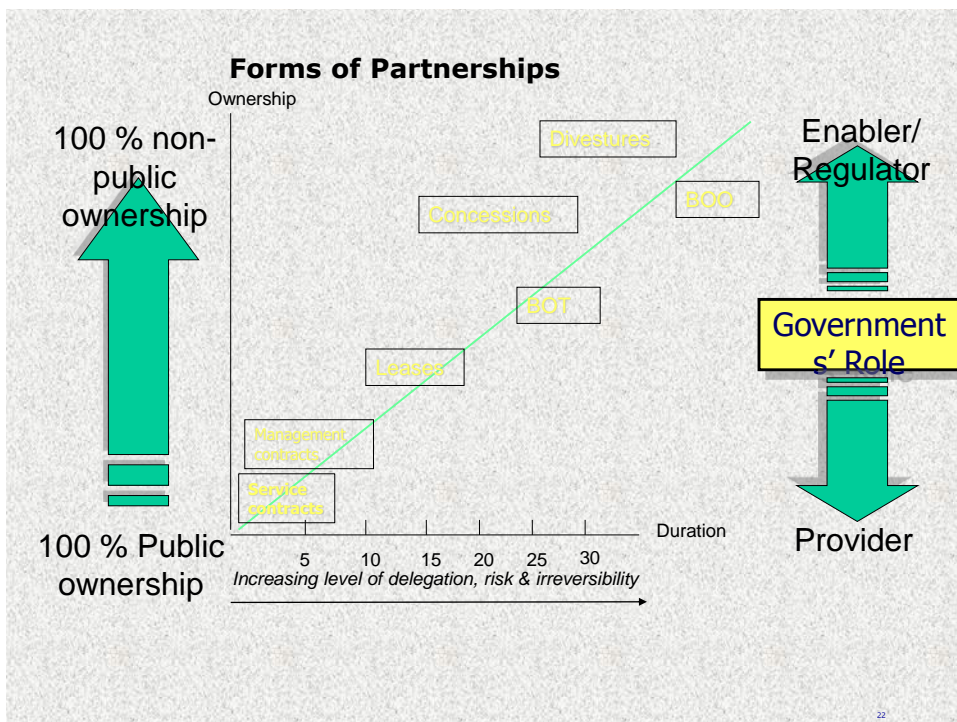 Forms of Partnerships
Ownership
100 % non-
public
ownership
Divestures
Enabler/
Regulator
BOO
Concessions
BOT
Government
s’ Role
Leases
Management
contracts
Service
contracts
Duration
100 % Public
ownership
Provider
5 10 15 20 25 30
Increasing level of delegation, risk & irreversibility
22